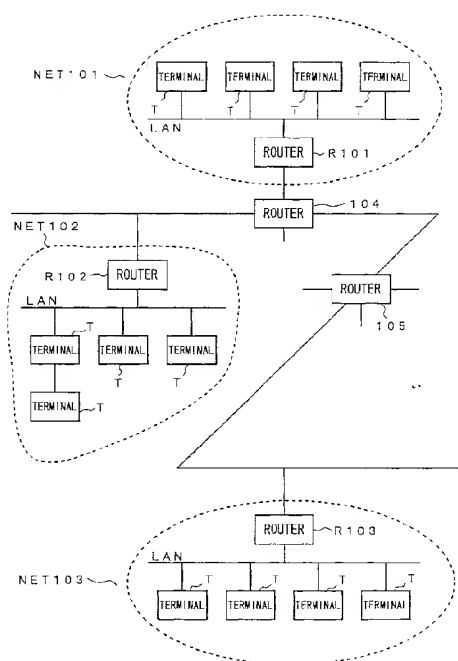 NET101
TERMINAL TERMINAL TERMINAL TERMINAL
T T T T
LAN
ROUTER R101
ROUTER 104
NET102
R102 ROUTER
ROUTER
105
LAN
T
TERMINAL TERMINAL TERMINAL
T T
TERMINAL T
ROUTER R103
LAN
T T T T
NET103
TERMINAL TERMINAL TERMINAL TERMINAL